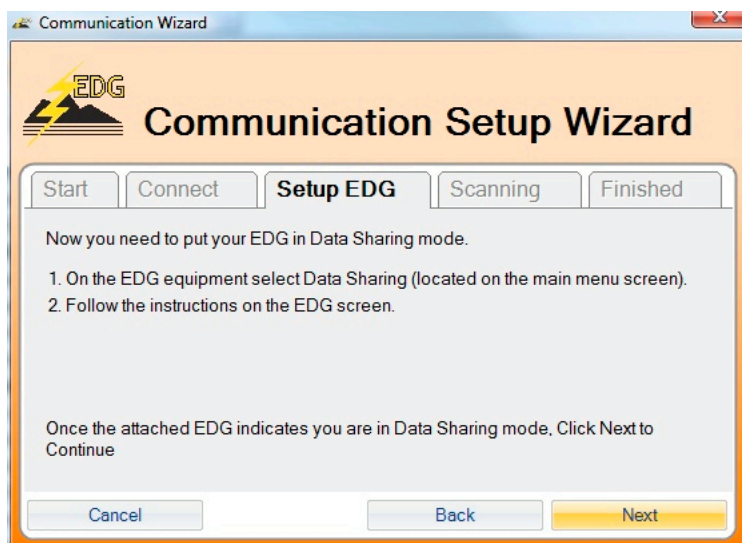 Communication Wizard
EDG
Communication Setup Wizard
Start Connect Setup EDG Scanning Finished
Now you need to put your EDG in Data Sharing mode.
1. On the EDG equipment select Data Sharing (located on the main menu screen).
2. Follow the instructions on the EDG screen.
Once the attached EDG indicates you are in Data Sharing mode, Click Next to
Continue
Cancel Back Next